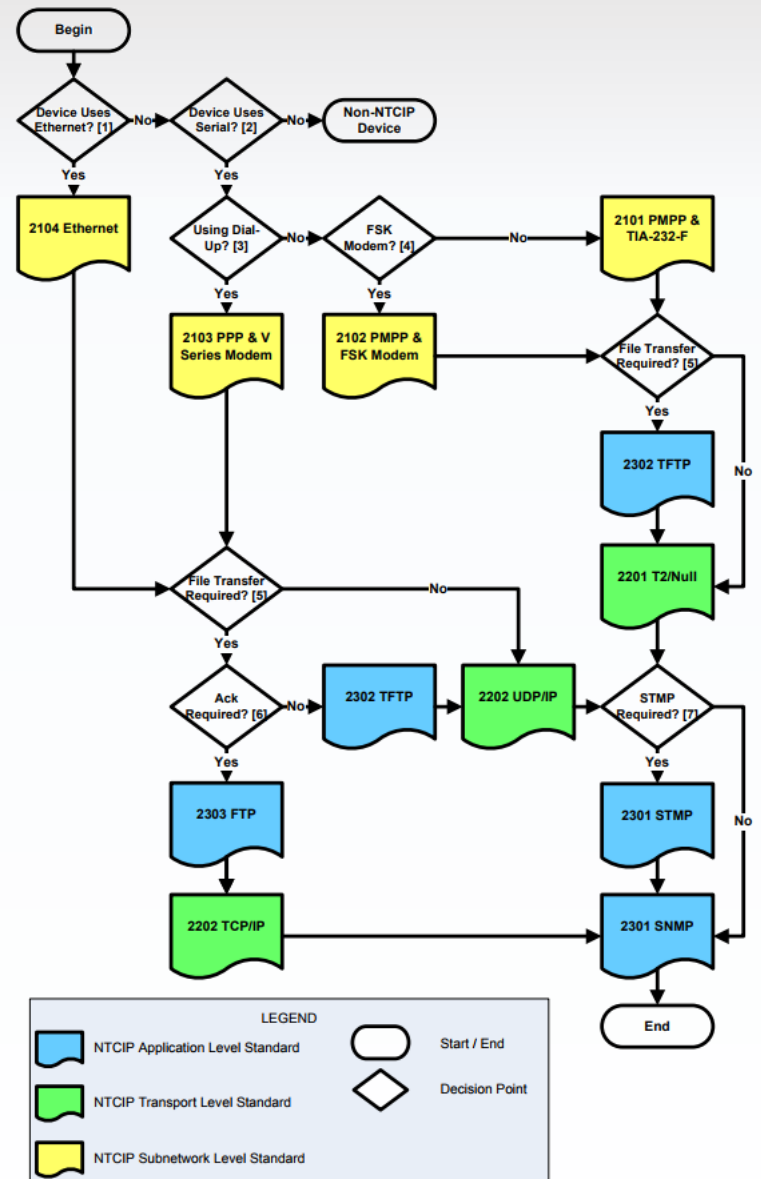 Begin
Device Uses
Ethernet? [1]
No
Device Uses
Serial? [2]
No
Non-NTCIP
Device
Yes
Yes
2104 Ethernet
Using Dial-
Up? [3]
No
FSK
Modem? [4]
No
2101 PMPP &
TIA-232-F
Yes
Yes
2103 PPP & V
Series Modem
2102 PMPP &
FSK Modem
File Transfer
Required? [5]
Yes
2302 TFTP
No
2201 T2/Null
File Transfer
Required? [5]
No
Yes
Ack
Required? [6]
No
2302 TFTP
2202 UDP/IP
STMP
Required? [7]
Yes
Yes
2303 FTP
2301 STMP
No
2202 TCP/IP
2301 SNMP
End
LEGEND
NTCIP Application Level Standard
Start / End
NTCIP Transport Level Standard
Decision Point
NTCIP Subnetwork Level Standard